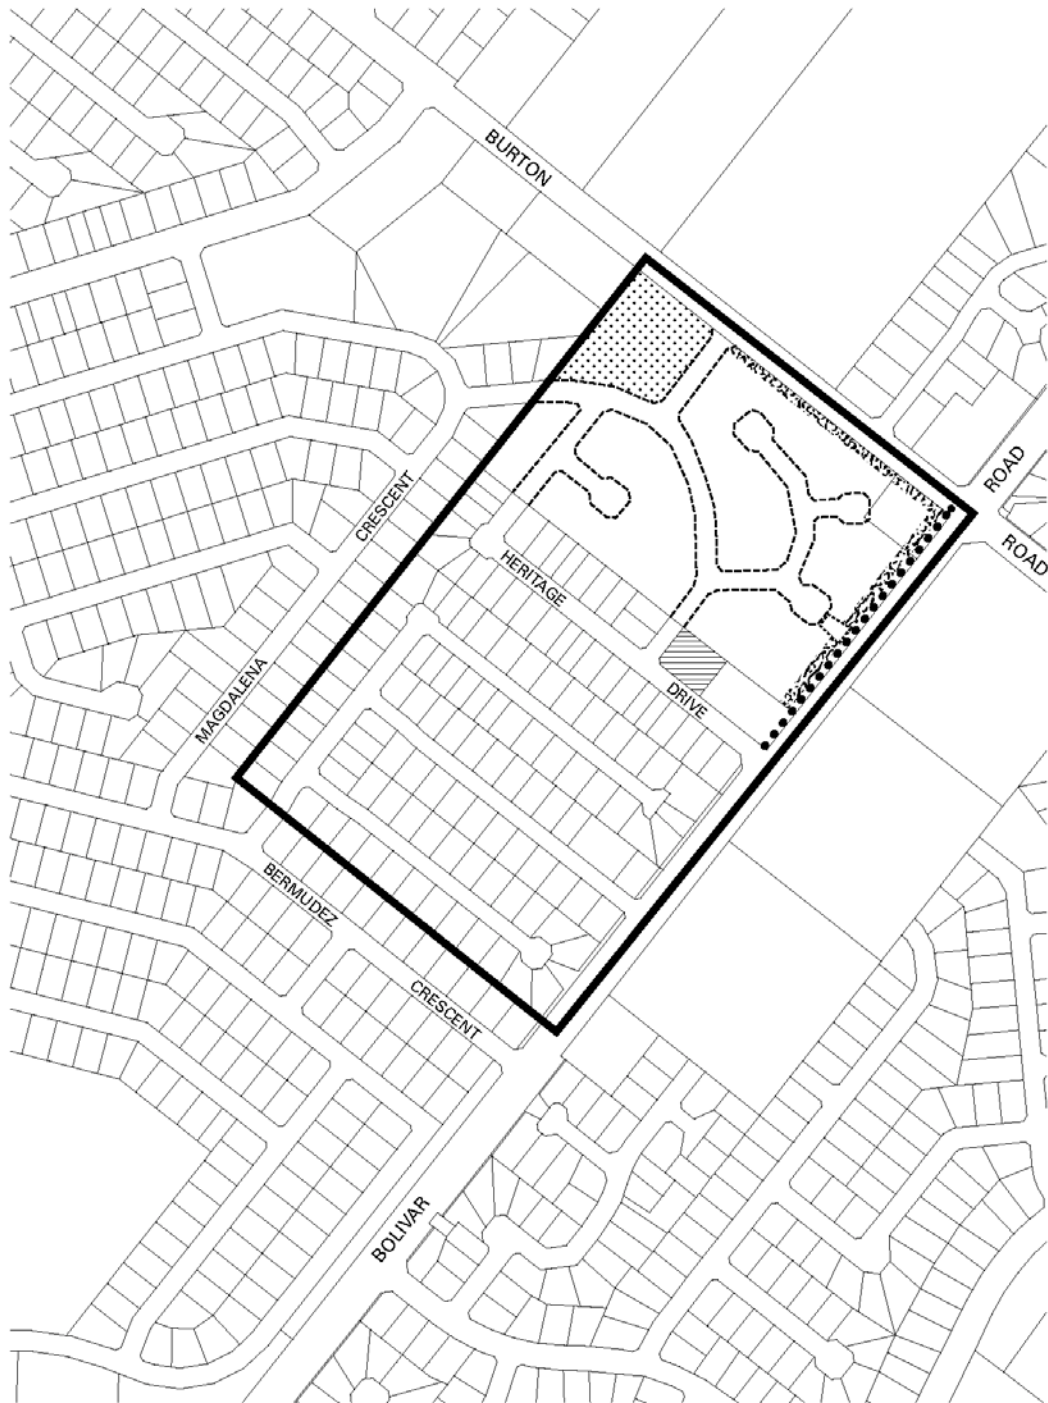 BURTON
ROAD
ROAD
CRESCENT
HERITAGE
DRIVE
MAGDALENA
BERMUDEZ
CRESCENT
BOLIVAR